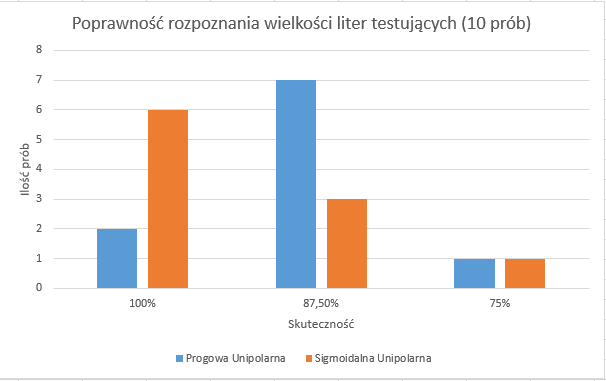 Poprawność rozpoznania wielkości liter testujących (10 prób)
8
7
6
5
4
3
2
1
0
Ilość prób
100%
87,50%
75%
Skuteczność
Progowa Unipolarna
Sigmoidalna Unipolarna